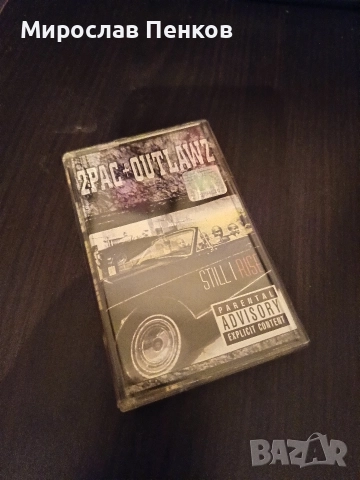 Мирослав Пенков
2PAC+OUTLAWZ
STILL I RISE
PARENTAL
ADVISORY
EXPLICIT CONTENT
BAZAR